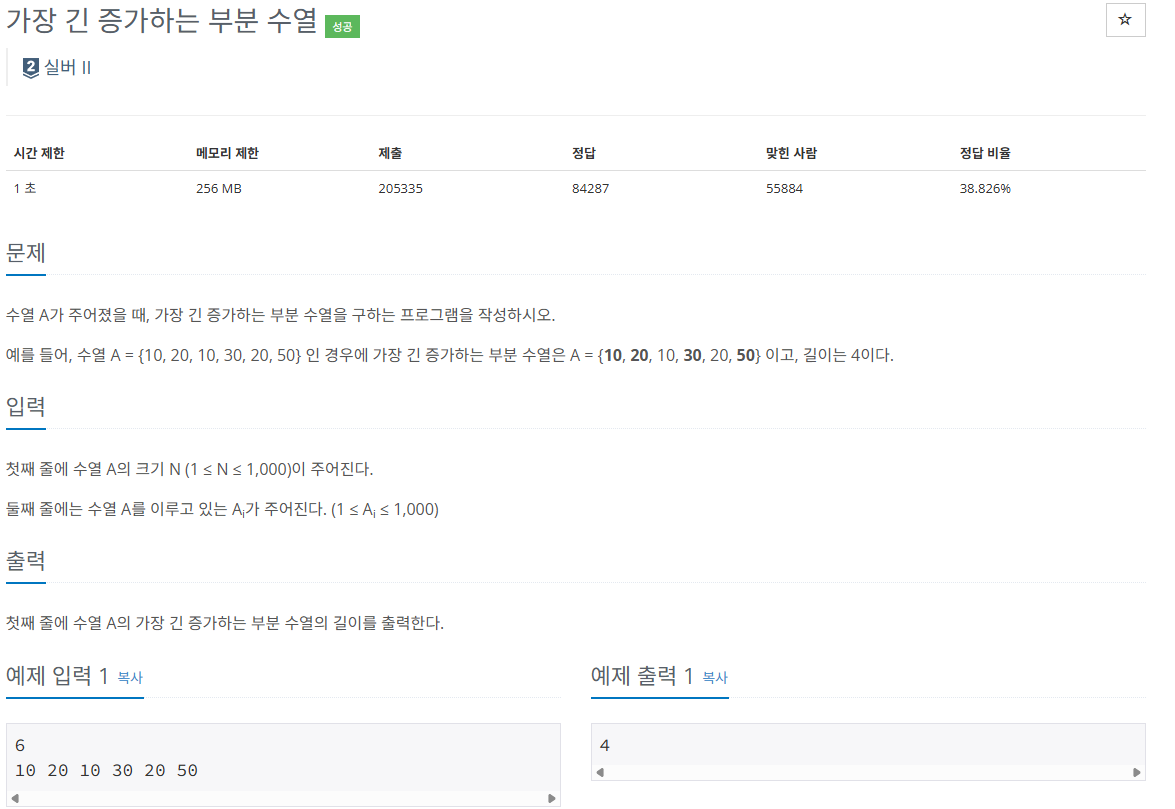 가장 긴 증가하는 부분 수열 성공
☆
2 실버 II
시간 제한 메모리 제한 제출 정답 맞힌 사람 정답 비율
1 초 256 MB 205335 84287 55884 38.826%
문제
수열 A가 주어졌을 때, 가장 긴 증가하는 부분 수열을 구하는 프로그램을 작성하시오.
예를 들어, 수열 A = {10, 20, 10, 30, 20, 50} 인 경우에 가장 긴 증가하는 부분 수열은 A = {10, 20, 10, 30, 20, 50} 이고, 길이는 4이다.
입력
첫째 줄에 수열 A의 크기 N (1 ≤ N ≤ 1,000)이 주어진다.
둘째 줄에는 수열 A를 이루고 있는 Ai가 주어진다. (1 ≤ Ai ≤ 1,000)
출력
첫째 줄에 수열 A의 가장 긴 증가하는 부분 수열의 길이를 출력한다.
예제 입력 1 복사
6
10 20 10 30 20 50
예제 출력 1 복사
4